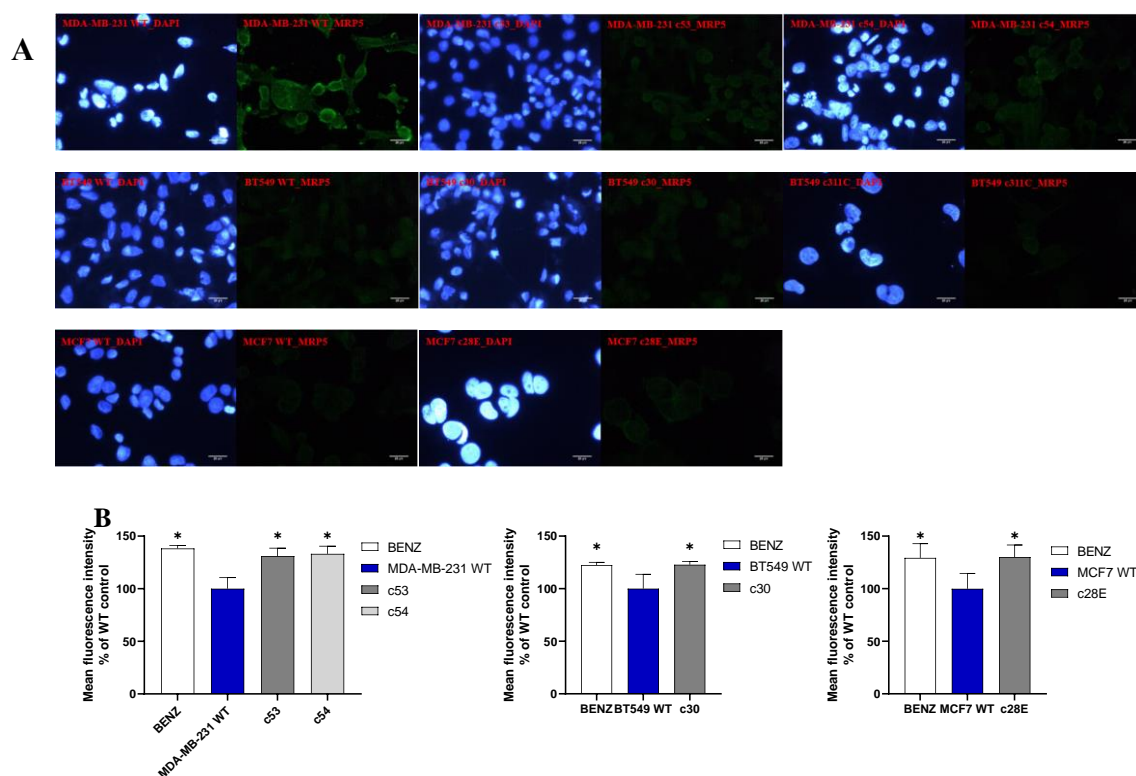 A
MDA-MB-231 WT_DAPI
MDA-MB-231 WT_MRP5
MDA-MB-231 c53_DAPI
MDA-MB-231 c53_MRP5
MDA-MB-231 c54_DAPI
MDA-MB-231 c54_MRP5
BT549 WT_DAPI
BT549 WT_MRP5
BT549 c30_DAPI
BT549 c30_MRP5
BT549 c311C_DAPI
BT549 c311C_MRP5
MCF7 WT_DAPI
MCF7 WT_MRP5
MCF7 c28E_DAPI
MCF7 c28E_MRP5
B
Mean fluorescence intensity
% of WT control
150
100
50
0
*
*
*
BENZ
MDA-MB-231 WT
c53
c54
BENZ
MDA-MB-231 WT
c53
c54
Mean fluorescence intensity
% of WT control
150
100
50
0
*
*
BENZ
BT549 WT
c30
BENZ
BT549 WT
c30
Mean fluorescence intensity
% of WT control
150
100
50
0
*
*
BENZ
MCF7 WT
c28E
BENZ
MCF7 WT
c28E